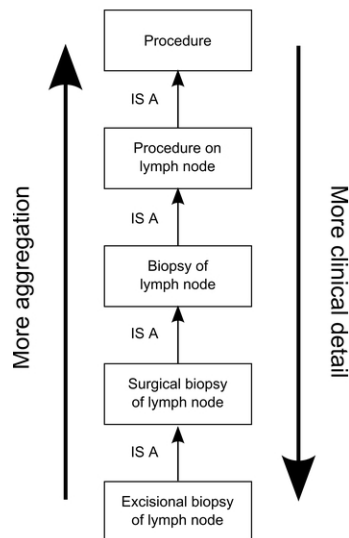 Procedure
IS A
Procedure on
lymph node
IS A
Biopsy of
lymph node
IS A
Surgical biopsy
of lymph node
IS A
Excisional biopsy
of lymph node
More aggregation
More clinical detail